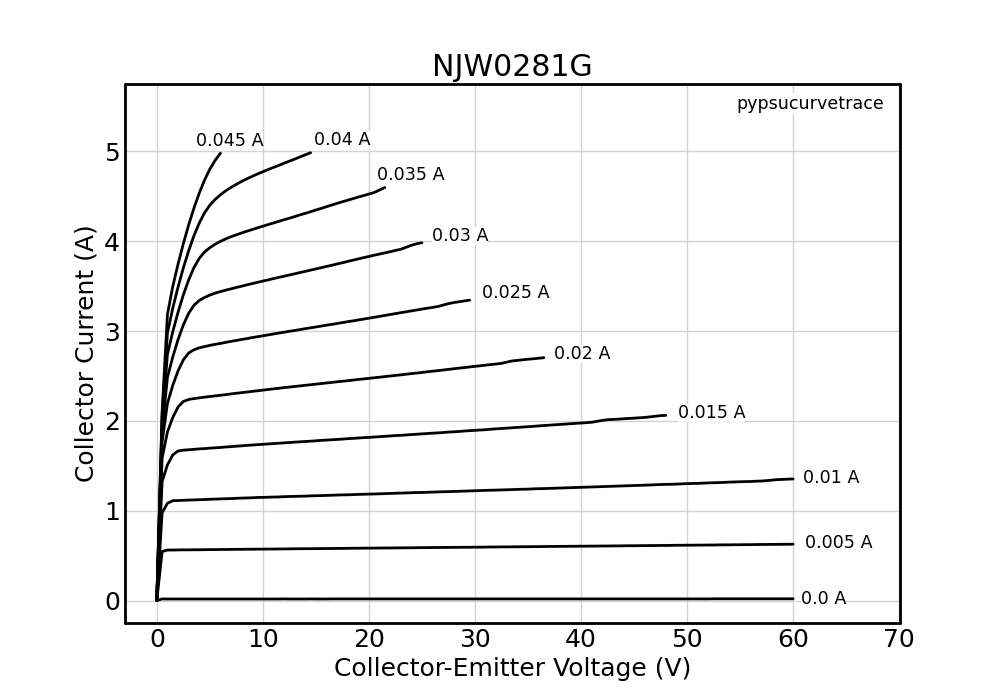 NJW0281G
pypsucurvetrace
0.045 A
0.04 A
0.035 A
0.03 A
0.025 A
0.02 A
0.015 A
0.01 A
0.005 A
0.0 A
5
4
3
2
1
0
Collector Current (A)
0 10 20 30 40 50 60 70
Collector-Emitter Voltage (V)